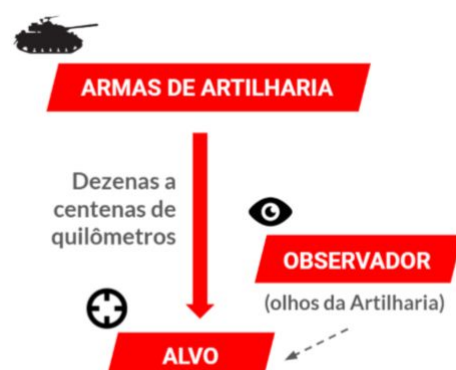 ARMAS DE ARTILHARIA
Dezenas a
centenas de
quilômetros
OBSERVADOR
(olhos da Artilharia)
ALVO